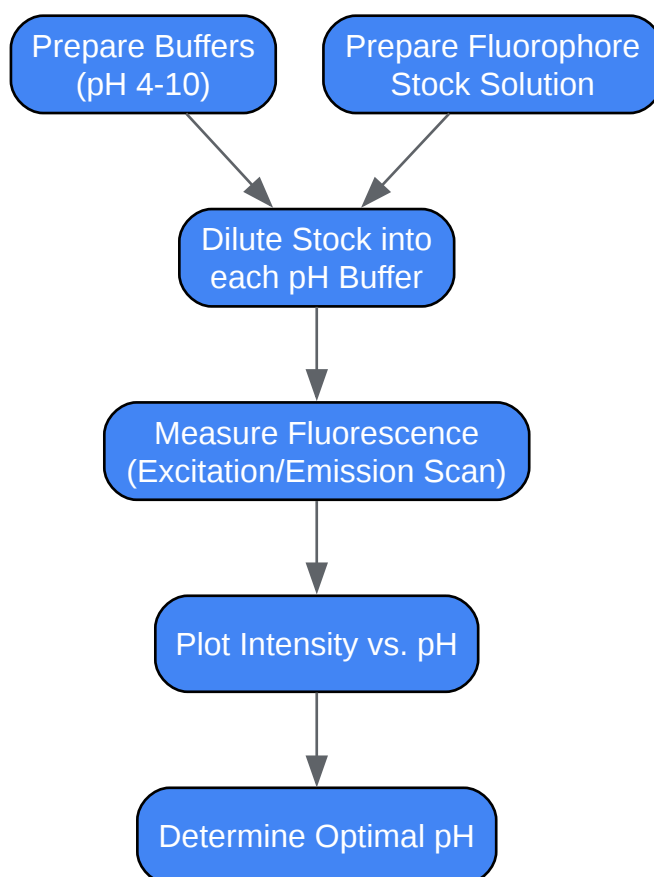 Prepare Buffers
(pH 4-10)
Prepare Fluorophore
Stock Solution
Dilute Stock into
each pH Buffer
Measure Fluorescence
(Excitation/Emission Scan)
Plot Intensity vs. pH
Determine Optimal pH